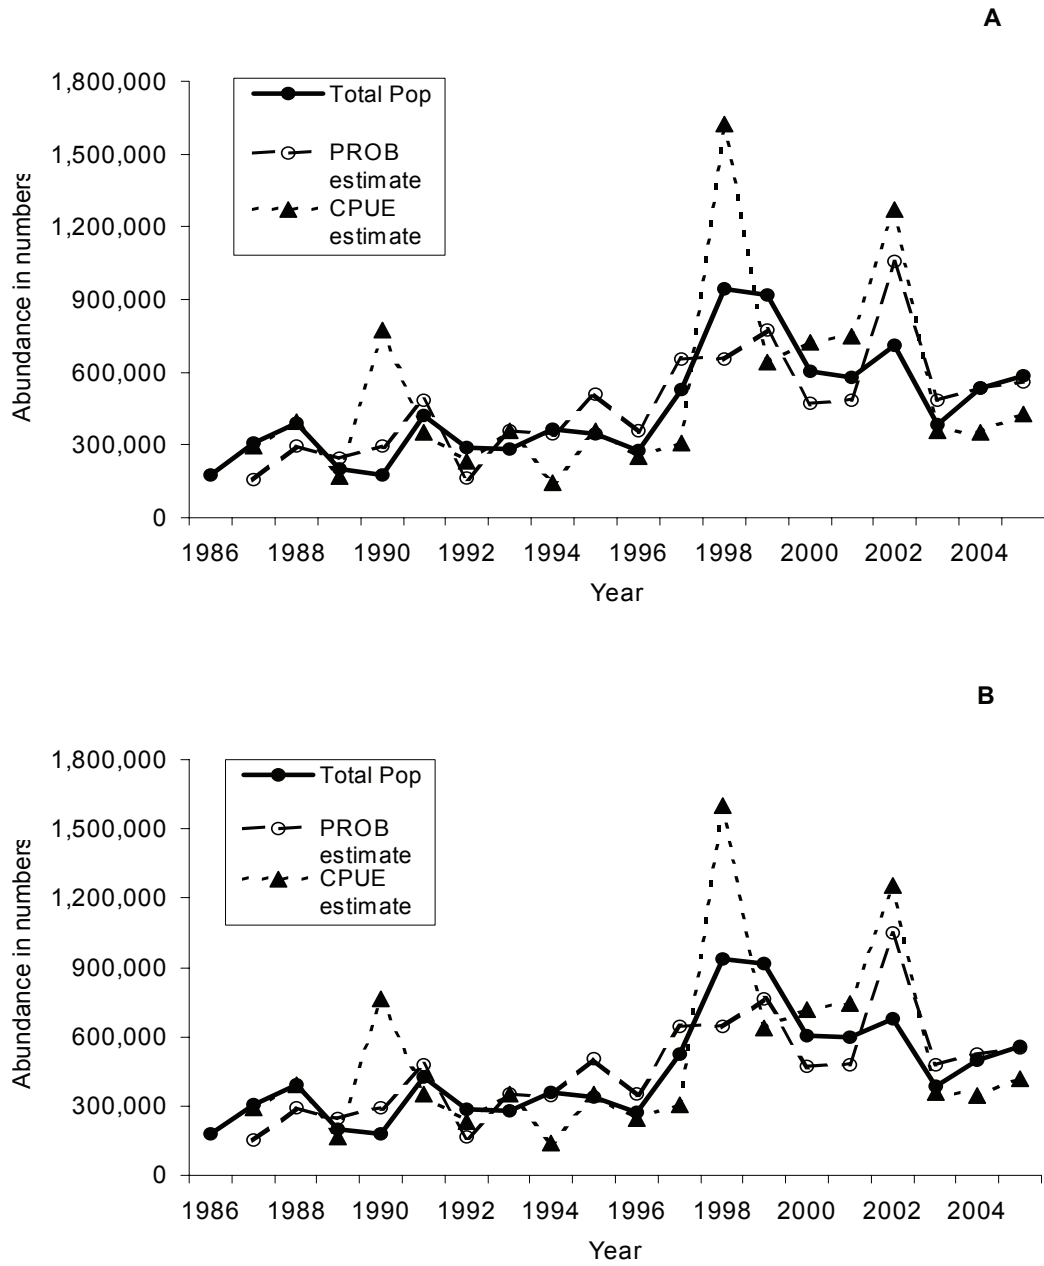 A
1,800,000
1,500,000
1,200,000
900,000
600,000
300,000
0
Abundance in numbers
Total Pop
PROB
estimate
CPUE
estimate
1986 1988 1990 1992 1994 1996 1998 2000 2002 2004
Year
B
1,800,000
1,500,000
1,200,000
900,000
600,000
300,000
0
Abundance in numbers
Total Pop
PROB
estimate
CPUE
estimate
1986 1988 1990 1992 1994 1996 1998 2000 2002 2004
Year